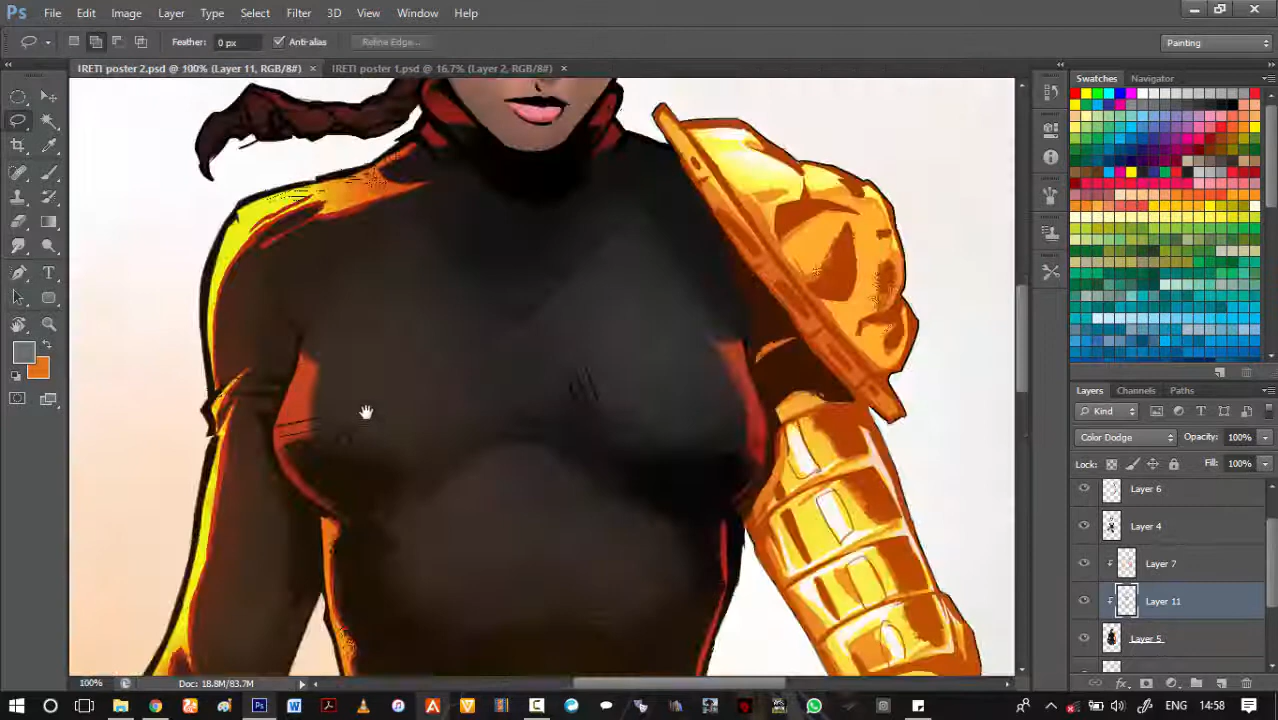 Ps File Edit Image Layer Type Select Filter 3D View Window Help
Feather: 0 px Anti-alias Refine Edge... Painting
IRETI poster 2.psd @ 100% (Layer 11, RGB/8#) × IRETI poster 1.psd @ 16.7% (Layer 2, RGB/8#) ×
Swatches Navigator
Layers Channels Paths
Kind
Color Dodge Opacity: 100%
Lock: Fill: 100%
Layer 6
Layer 4
Layer 7
Layer 11
Layer 5
100% Doc: 18.8M/83.7M
ENG 14:58